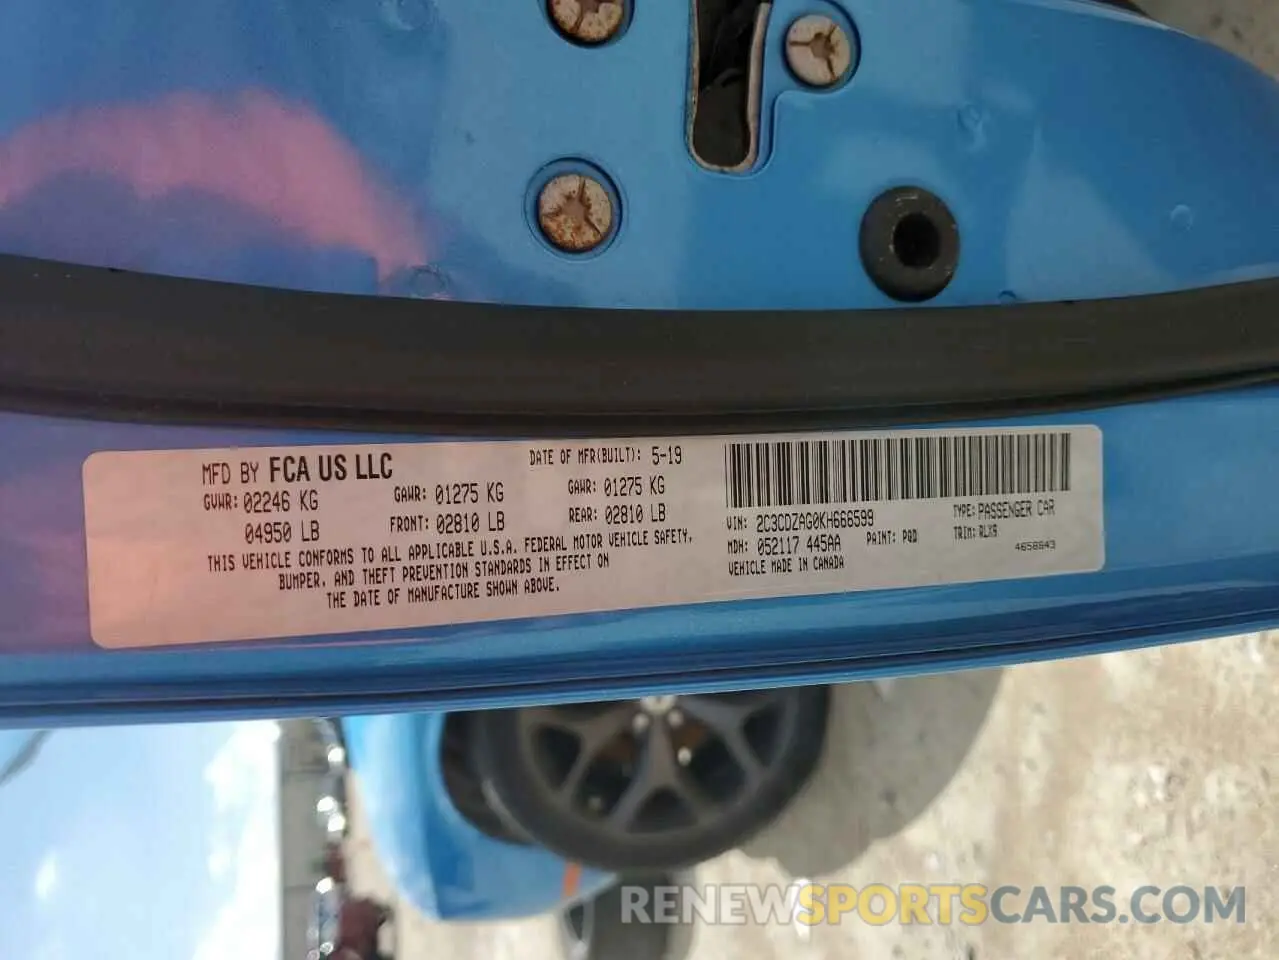 MFD BY FCA US LLC
DATE OF MFR(BUILT): 5-19
GVWR: 02246 KG
04950 LB
GAWR: 01275 KG
FRONT: 02810 LB
GAWR: 01275 KG
REAR: 02810 LB
THIS VEHICLE CONFORMS TO ALL APPLICABLE U.S.A. FEDERAL MOTOR VEHICLE SAFETY,
BUMPER, AND THEFT PREVENTION STANDARDS IN EFFECT ON
THE DATE OF MANUFACTURE SHOWN ABOVE.
VIN: 2C3CDZAG0KH666599
TYPE: PASSENGER CAR
MDH: 052117 445AA
PAINT: PQD
TRIM: RLX9
VEHICLE MADE IN CANADA
4658643
RENEWSPORTSCARS.COM